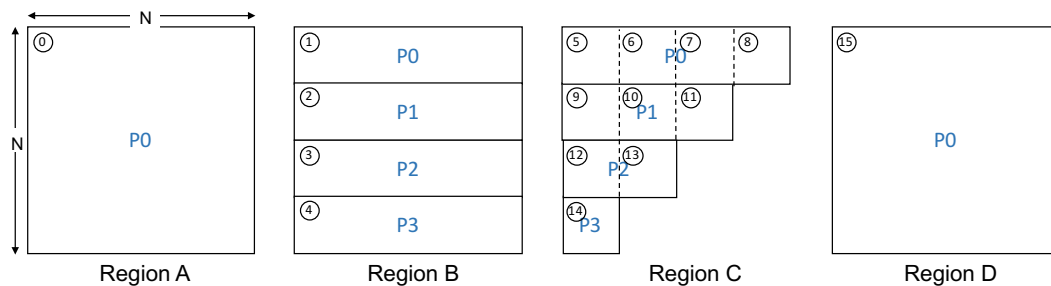 N
N
0
P0
Region A
1
P0
2
P1
3
P2
4
P3
Region B
5 6 7 8
P0
9 10 11
P1
12 13
P2
14
P3
Region C
15
P0
Region D